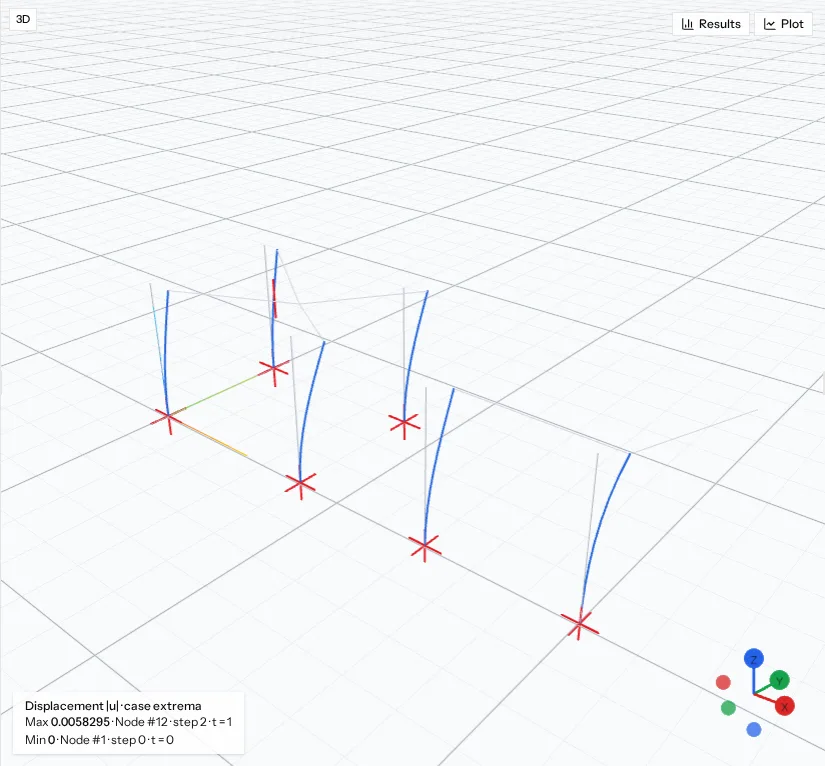 3D
Results
Plot
Displacement |u| · case extrema
Max 0.0058295 · Node #12 · step 2 · t = 1
Min 0 · Node #1 · step 0 · t = 0
Z
Y
X